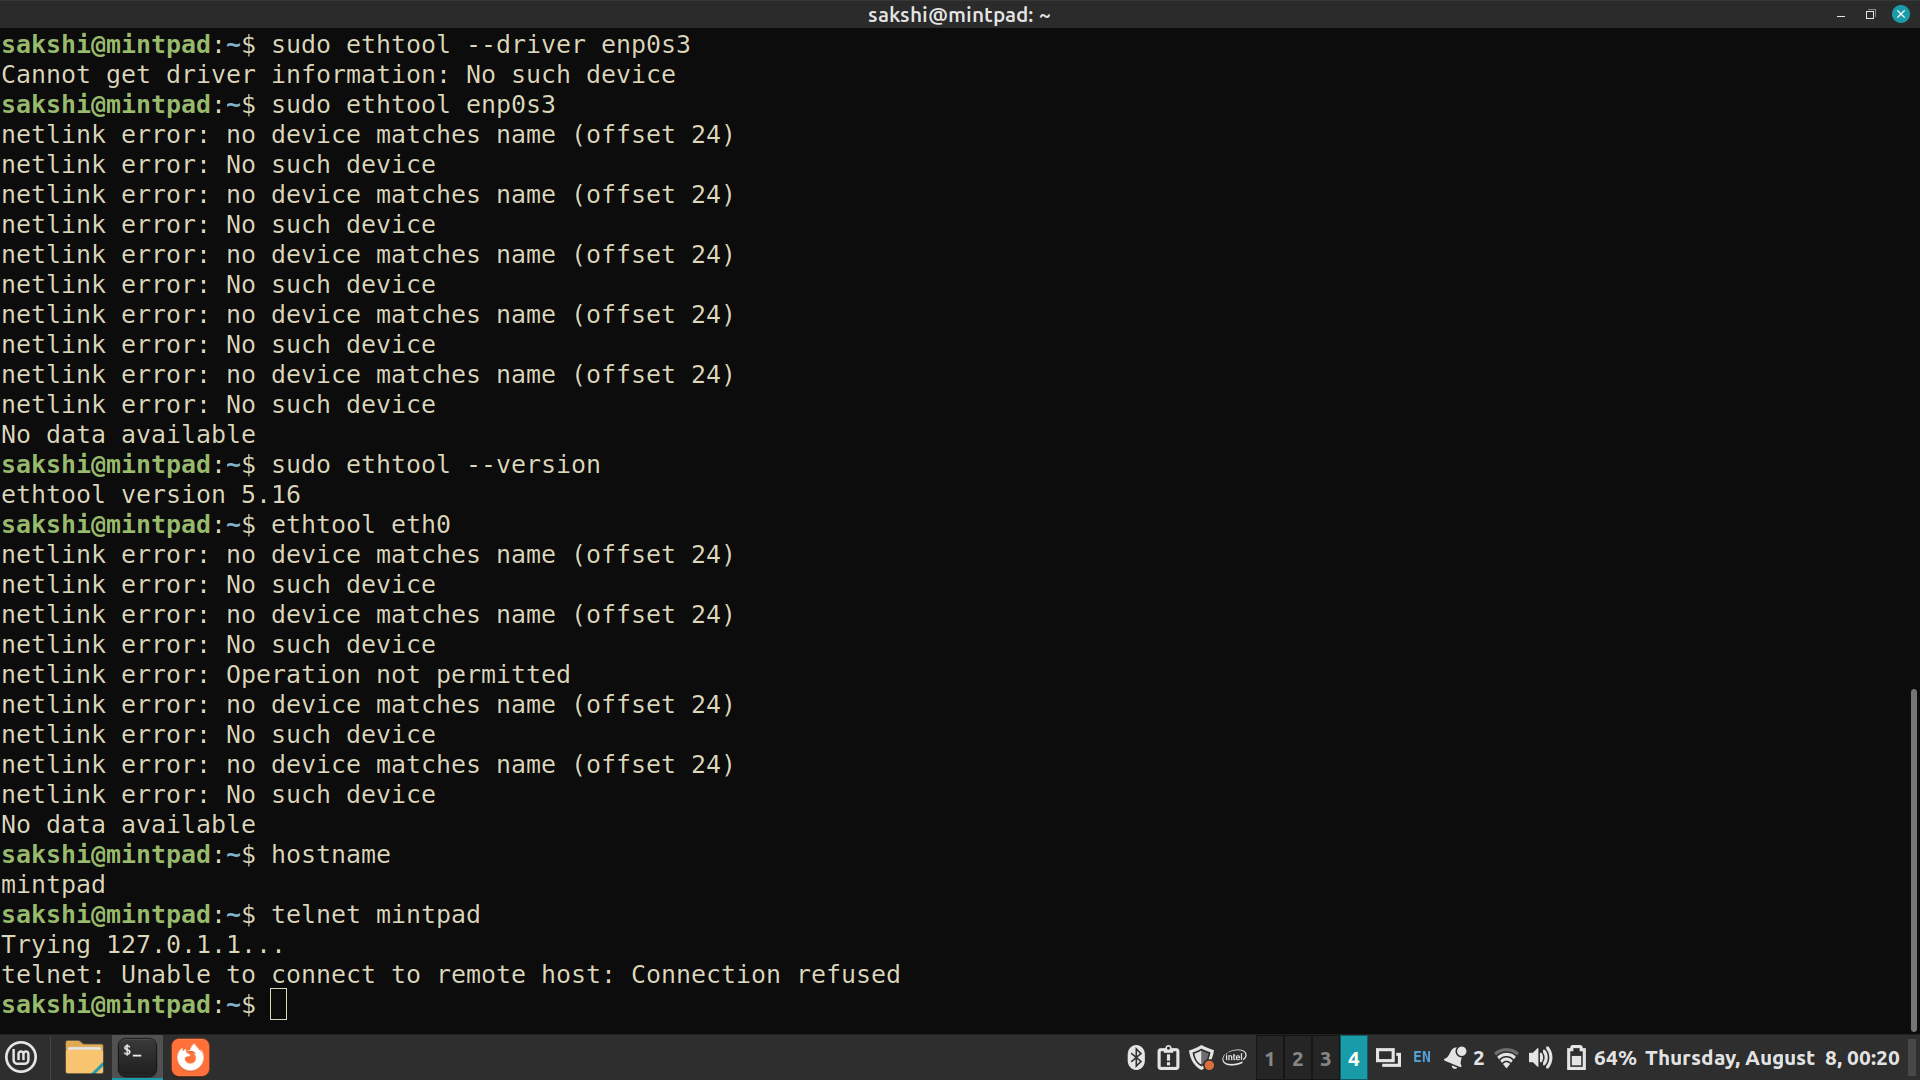 sakshi@mintpad: ~
sakshi@mintpad:~$ sudo ethtool --driver enp0s3
Cannot get driver information: No such device
sakshi@mintpad:~$ sudo ethtool enp0s3
netlink error: no device matches name (offset 24)
netlink error: No such device
netlink error: no device matches name (offset 24)
netlink error: No such device
netlink error: no device matches name (offset 24)
netlink error: No such device
netlink error: no device matches name (offset 24)
netlink error: No such device
netlink error: no device matches name (offset 24)
netlink error: No such device
No data available
sakshi@mintpad:~$ sudo ethtool --version
ethtool version 5.16
sakshi@mintpad:~$ ethtool eth0
netlink error: no device matches name (offset 24)
netlink error: No such device
netlink error: no device matches name (offset 24)
netlink error: No such device
netlink error: Operation not permitted
netlink error: no device matches name (offset 24)
netlink error: No such device
netlink error: no device matches name (offset 24)
netlink error: No such device
No data available
sakshi@mintpad:~$ hostname
mintpad
sakshi@mintpad:~$ telnet mintpad
Trying 127.0.1.1...
telnet: Unable to connect to remote host: Connection refused
sakshi@mintpad:~$
$_ intel 1 2 3 4 EN 2 64% Thursday, August 8, 00:20